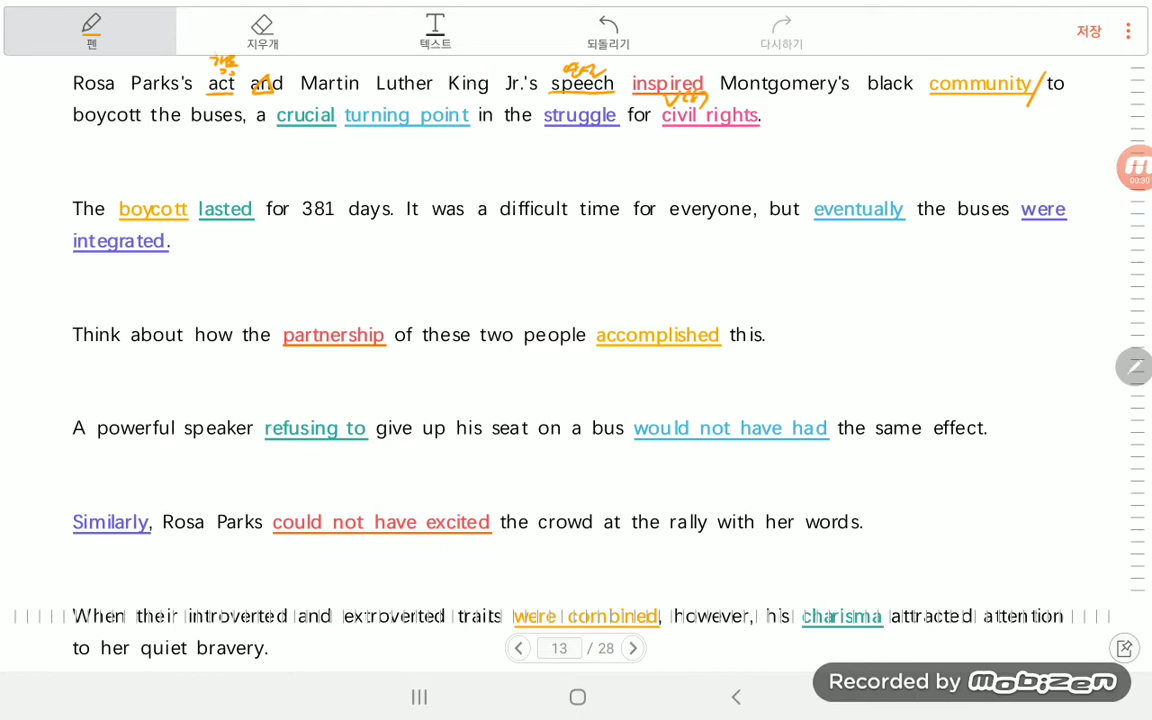 펜
지우개
텍스트
되돌리기
다시하기
저장
행동
연설
Rosa Parks's act and Martin Luther King Jr.'s speech inspired Montgomery's black community to
boycott the buses, a crucial turning point in the struggle for civil rights.
The boycott lasted for 381 days. It was a difficult time for everyone, but eventually the buses were
integrated.
Think about how the partnership of these two people accomplished this.
A powerful speaker refusing to give up his seat on a bus would not have had the same effect.
Similarly, Rosa Parks could not have excited the crowd at the rally with her words.
When their introverted and extroverted traits were combined, however, his charisma attracted attention
to her quiet bravery.
13 / 28
09:30
Recorded by mobizen